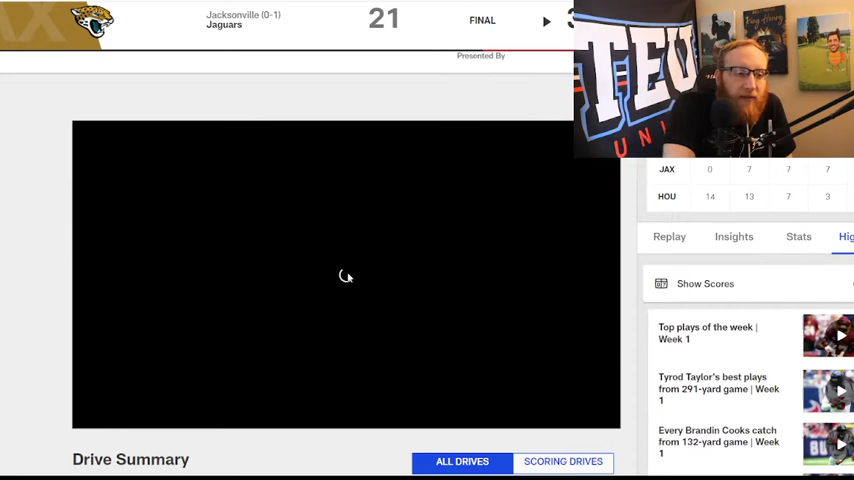 Jacksonville (0-1)
Jaguars
21
FINAL
Presented By
TEU
UNI
JAX 0 7 7 7
HOU 14 13 7 3
Replay Insights Stats
Show Scores
Top plays of the week |
Week 1
Tyrod Taylor's best plays
from 291-yard game | Week
1
Every Brandin Cooks catch
from 132-yard game | Week
1
Drive Summary
ALL DRIVES
SCORING DRIVES